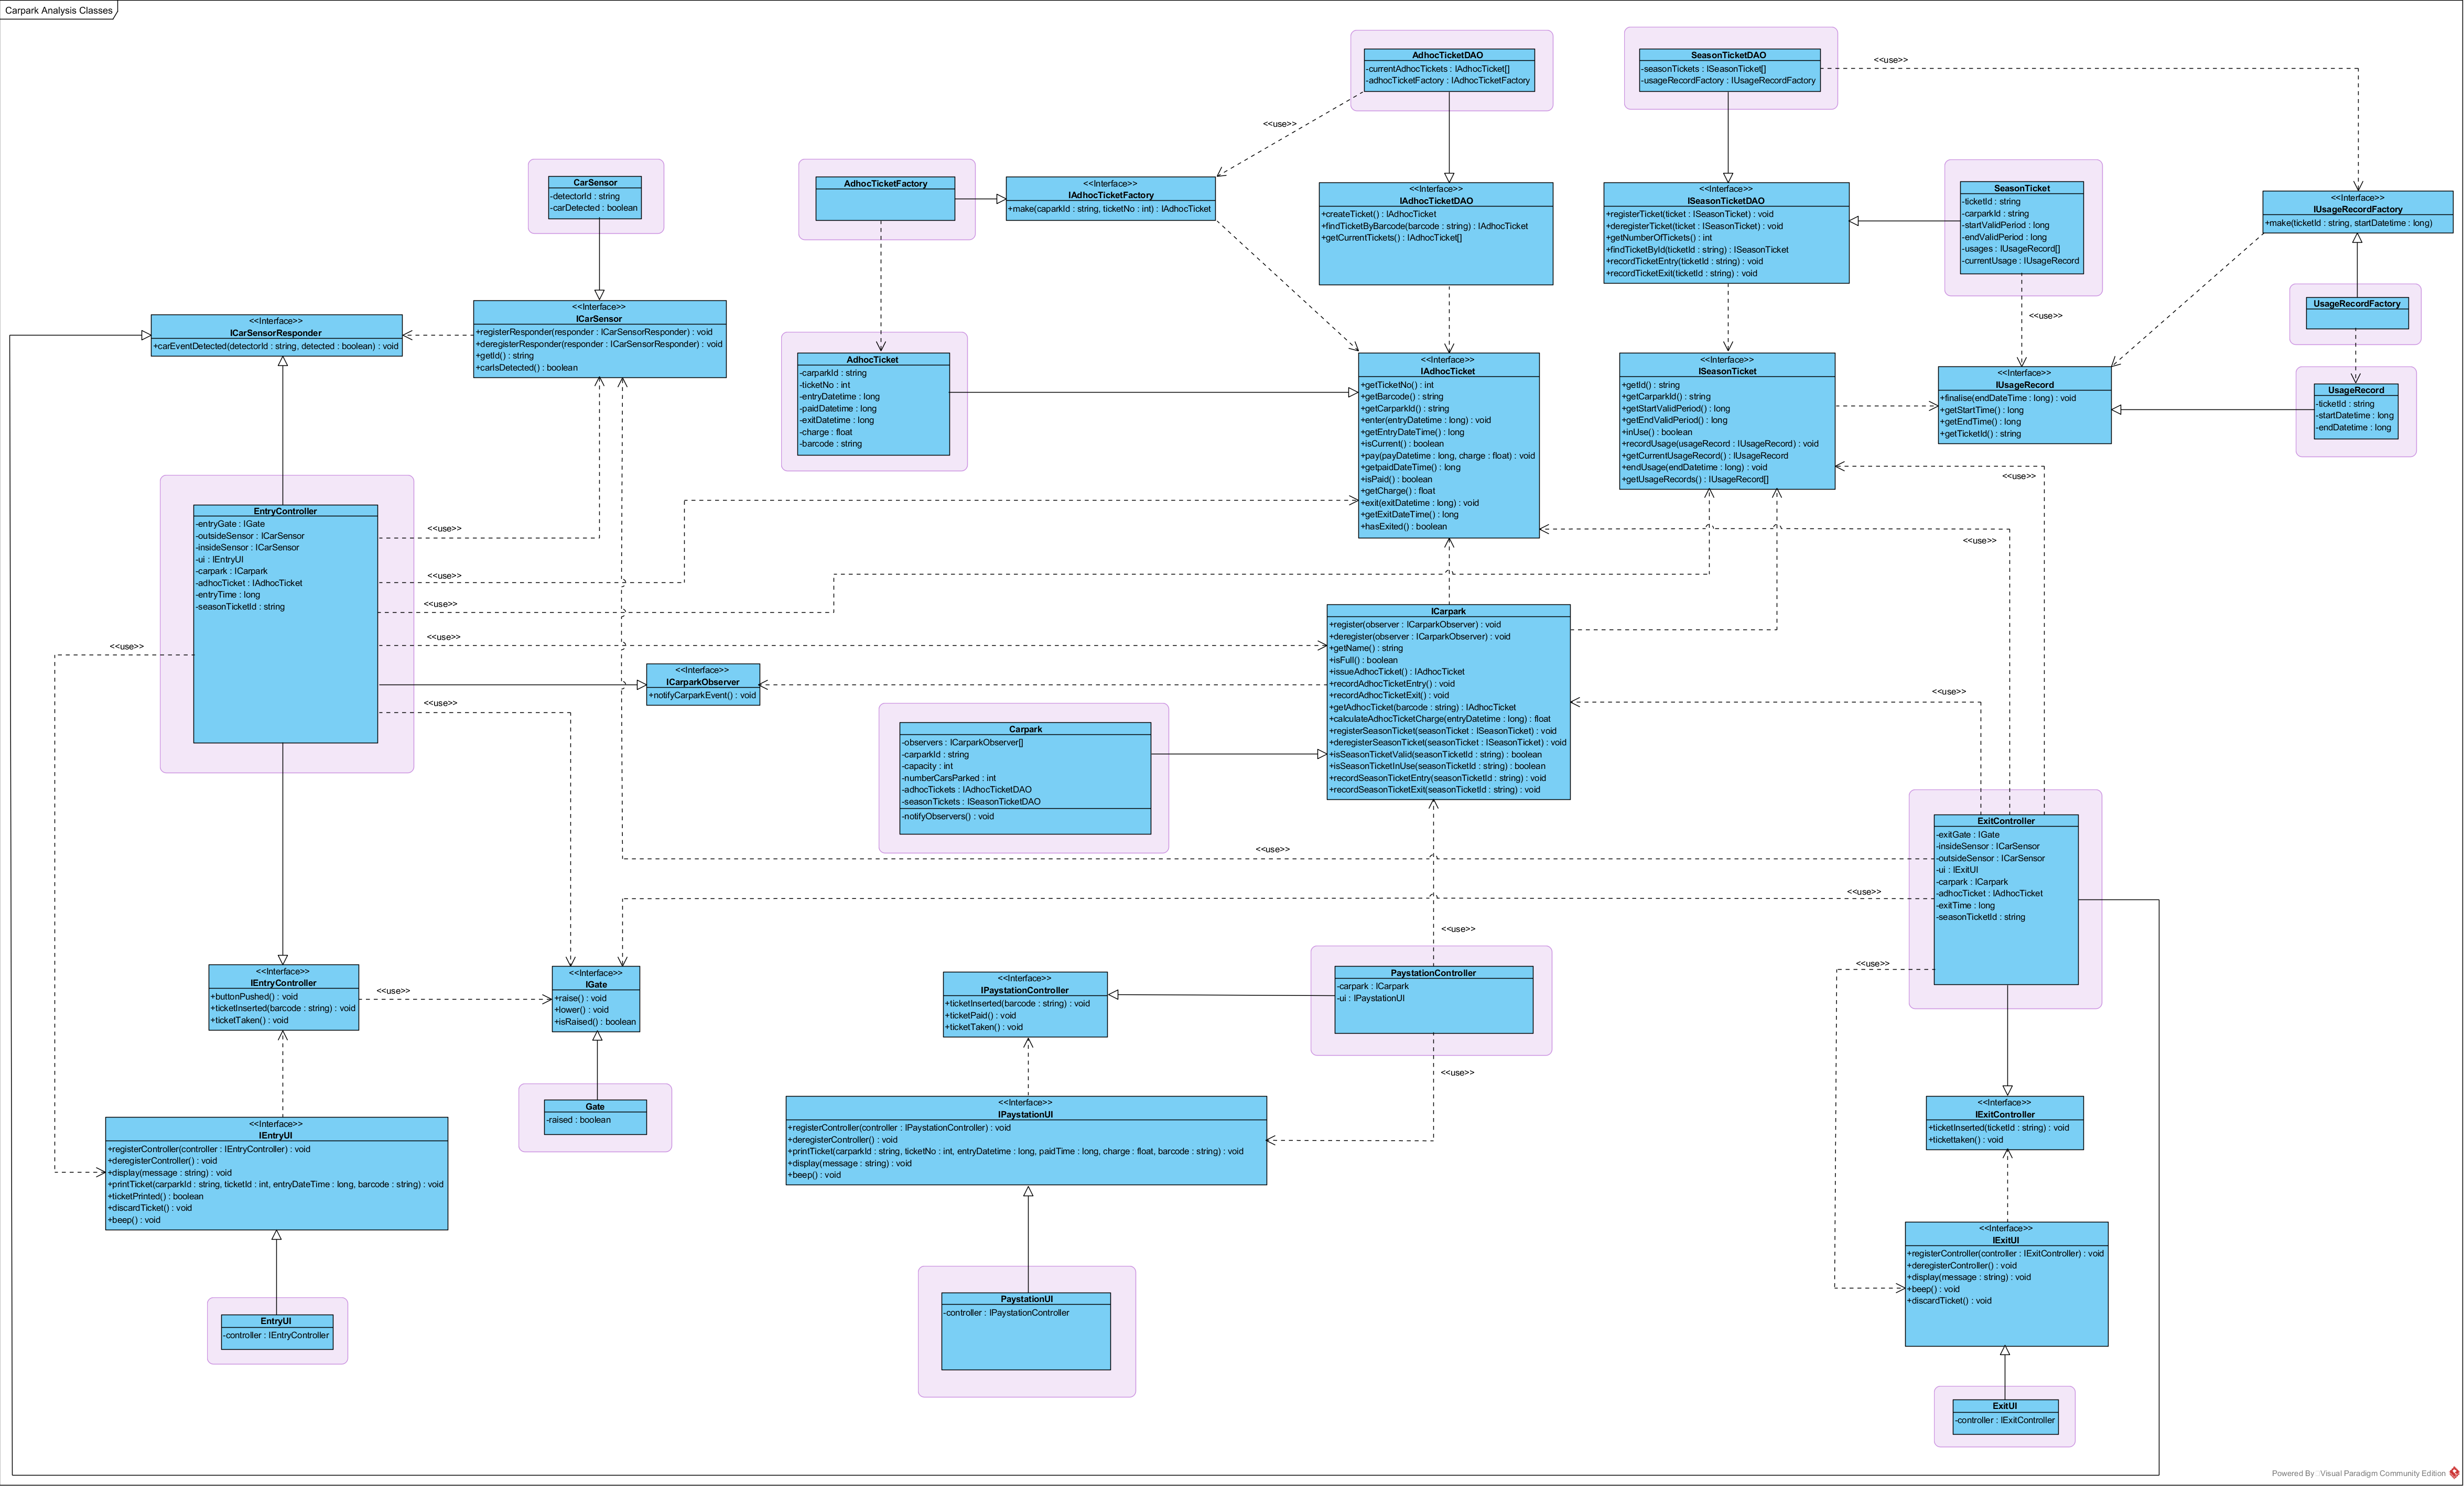 Carpark Analysis Classes
AdhocTicketDAO
-currentAdhocTickets : IAdhocTicket[]
-adhocTicketFactory : IAdhocTicketFactory
SeasonTicketDAO
-seasonTickets : ISeasonTicket[]
-usageRecordFactory : IUsageRecordFactory
<<use>>
<<use>>
CarSensor
-detectorId : string
-carDetected : boolean
AdhocTicketFactory
<<Interface>>
IAdhocTicketFactory
+make(caparkId : string, ticketNo : int) : IAdhocTicket
<<Interface>>
IAdhocTicketDAO
+createTicket() : IAdhocTicket
+findTicketByBarcode(barcode : string) : IAdhocTicket
+getCurrentTickets() : IAdhocTicket[]
<<Interface>>
ISeasonTicketDAO
+registerTicket(ticket : ISeasonTicket) : void
+deregisterTicket(ticket : ISeasonTicket) : void
+getNumberOfTickets() : int
+findTicketById(ticketId : string) : ISeasonTicket
+recordTicketEntry(ticketId : string) : void
+recordTicketExit(ticketId : string) : void
SeasonTicket
-ticketId : string
-carparkId : string
-startValidPeriod : long
-endValidPeriod : long
-usages : IUsageRecord[]
-currentUsage : IUsageRecord
<<Interface>>
IUsageRecordFactory
+make(ticketId : string, startDatetime : long)
UsageRecordFactory
<<use>>
<<Interface>>
ICarSensorResponder
+carEventDetected(detectorId : string, detected : boolean) : void
<<Interface>>
ICarSensor
+registerResponder(responder : ICarSensorResponder) : void
+deregisterResponder(responder : ICarSensorResponder) : void
+getId() : string
+carIsDetected() : boolean
AdhocTicket
-carparkId : string
-ticketNo : int
-entryDatetime : long
-paidDatetime : long
-exitDatetime : long
-charge : float
-barcode : string
<<Interface>>
IAdhocTicket
+getTicketNo() : int
+getBarcode() : string
+getCarparkId() : string
+enter(entryDatetime : long) : void
+getEntryDateTime() : long
+isCurrent() : boolean
+pay(payDatetime : long, charge : float) : void
+getpaidDateTime() : long
+isPaid() : boolean
+getCharge() : float
+exit(exitDatetime : long) : void
+getExitDateTime() : long
+hasExited() : boolean
<<Interface>>
ISeasonTicket
+getId() : string
+getCarparkId() : string
+getStartValidPeriod() : long
+getEndValidPeriod() : long
+inUse() : boolean
+recordUsage(usageRecord : IUsageRecord) : void
+getCurrentUsageRecord() : IUsageRecord
+endUsage(endDatetime : long) : void
+getUsageRecords() : IUsageRecord[]
<<Interface>>
IUsageRecord
+finalise(endDateTime : long) : void
+getStartTime() : long
+getEndTime() : long
+getTicketId() : string
UsageRecord
-ticketId : string
-startDatetime : long
-endDatetime : long
<<use>>
<<use>>
EntryController
-entryGate : IGate
-outsideSensor : ICarSensor
-insideSensor : ICarSensor
-ui : IEntryUI
-carpark : ICarpark
-adhocTicket : IAdhocTicket
-entryTime : long
-seasonTicketId : string
<<use>>
<<use>>
<<use>>
<<use>>
<<use>>
<<use>>
<<Interface>>
ICarparkObserver
+notifyCarparkEvent() : void
ICarpark
+register(observer : ICarparkObserver) : void
+deregister(observer : ICarparkObserver) : void
+getName() : string
+isFull() : boolean
+issueAdhocTicket() : IAdhocTicket
+recordAdhocTicketEntry() : void
+recordAdhocTicketExit() : void
+getAdhocTicket(barcode : string) : IAdhocTicket
+calculateAdhocTicketCharge(entryDatetime : long) : float
+registerSeasonTicket(seasonTicket : ISeasonTicket) : void
+deregisterSeasonTicket(seasonTicket : ISeasonTicket) : void
+isSeasonTicketValid(seasonTicketId : string) : boolean
+isSeasonTicketInUse(seasonTicketId : string) : boolean
+recordSeasonTicketEntry(seasonTicketId : string) : void
+recordSeasonTicketExit(seasonTicketId : string) : void
<<use>>
Carpark
-observers : ICarparkObserver[]
-carparkId : string
-capacity : int
-numberCarsParked : int
-adhocTickets : IAdhocTicketDAO
-seasonTickets : ISeasonTicketDAO
-notifyObservers() : void
ExitController
-exitGate : IGate
-insideSensor : ICarSensor
-outsideSensor : ICarSensor
-ui : IExitUI
-carpark : ICarpark
-adhocTicket : IAdhocTicket
-exitTime : long
-seasonTicketId : string
<<use>>
<<use>>
<<use>>
<<use>>
<<Interface>>
IEntryController
+buttonPushed() : void
+ticketInserted(barcode : string) : void
+ticketTaken() : void
<<use>>
<<Interface>>
IGate
+raise() : void
+lower() : void
+isRaised() : boolean
<<Interface>>
IPaystationController
+ticketInserted(barcode : string) : void
+ticketPaid() : void
+ticketTaken() : void
PaystationController
-carpark : ICarpark
-ui : IPaystationUI
<<use>>
Gate
-raised : boolean
<<Interface>>
IEntryUI
+registerController(controller : IEntryController) : void
+deregisterController() : void
+display(message : string) : void
+printTicket(carparkId : string, ticketId : int, entryDateTime : long, barcode : string) : void
+ticketPrinted() : boolean
+discardTicket() : void
+beep() : void
<<Interface>>
IPaystationUI
+registerController(controller : IPaystationController) : void
+deregisterController() : void
+printTicket(carparkId : string, ticketNo : int, entryDatetime : long, paidTime : long, charge : float, barcode : string) : void
+display(message : string) : void
+beep() : void
<<Interface>>
IExitController
+ticketInserted(ticketId : string) : void
+tickettaken() : void
<<Interface>>
IExitUI
+registerController(controller : IExitController) : void
+deregisterController() : void
+display(message : string) : void
+beep() : void
+discardTicket() : void
EntryUI
-controller : IEntryController
PaystationUI
-controller : IPaystationController
ExitUI
-controller : IExitController
Powered By Visual Paradigm Community Edition